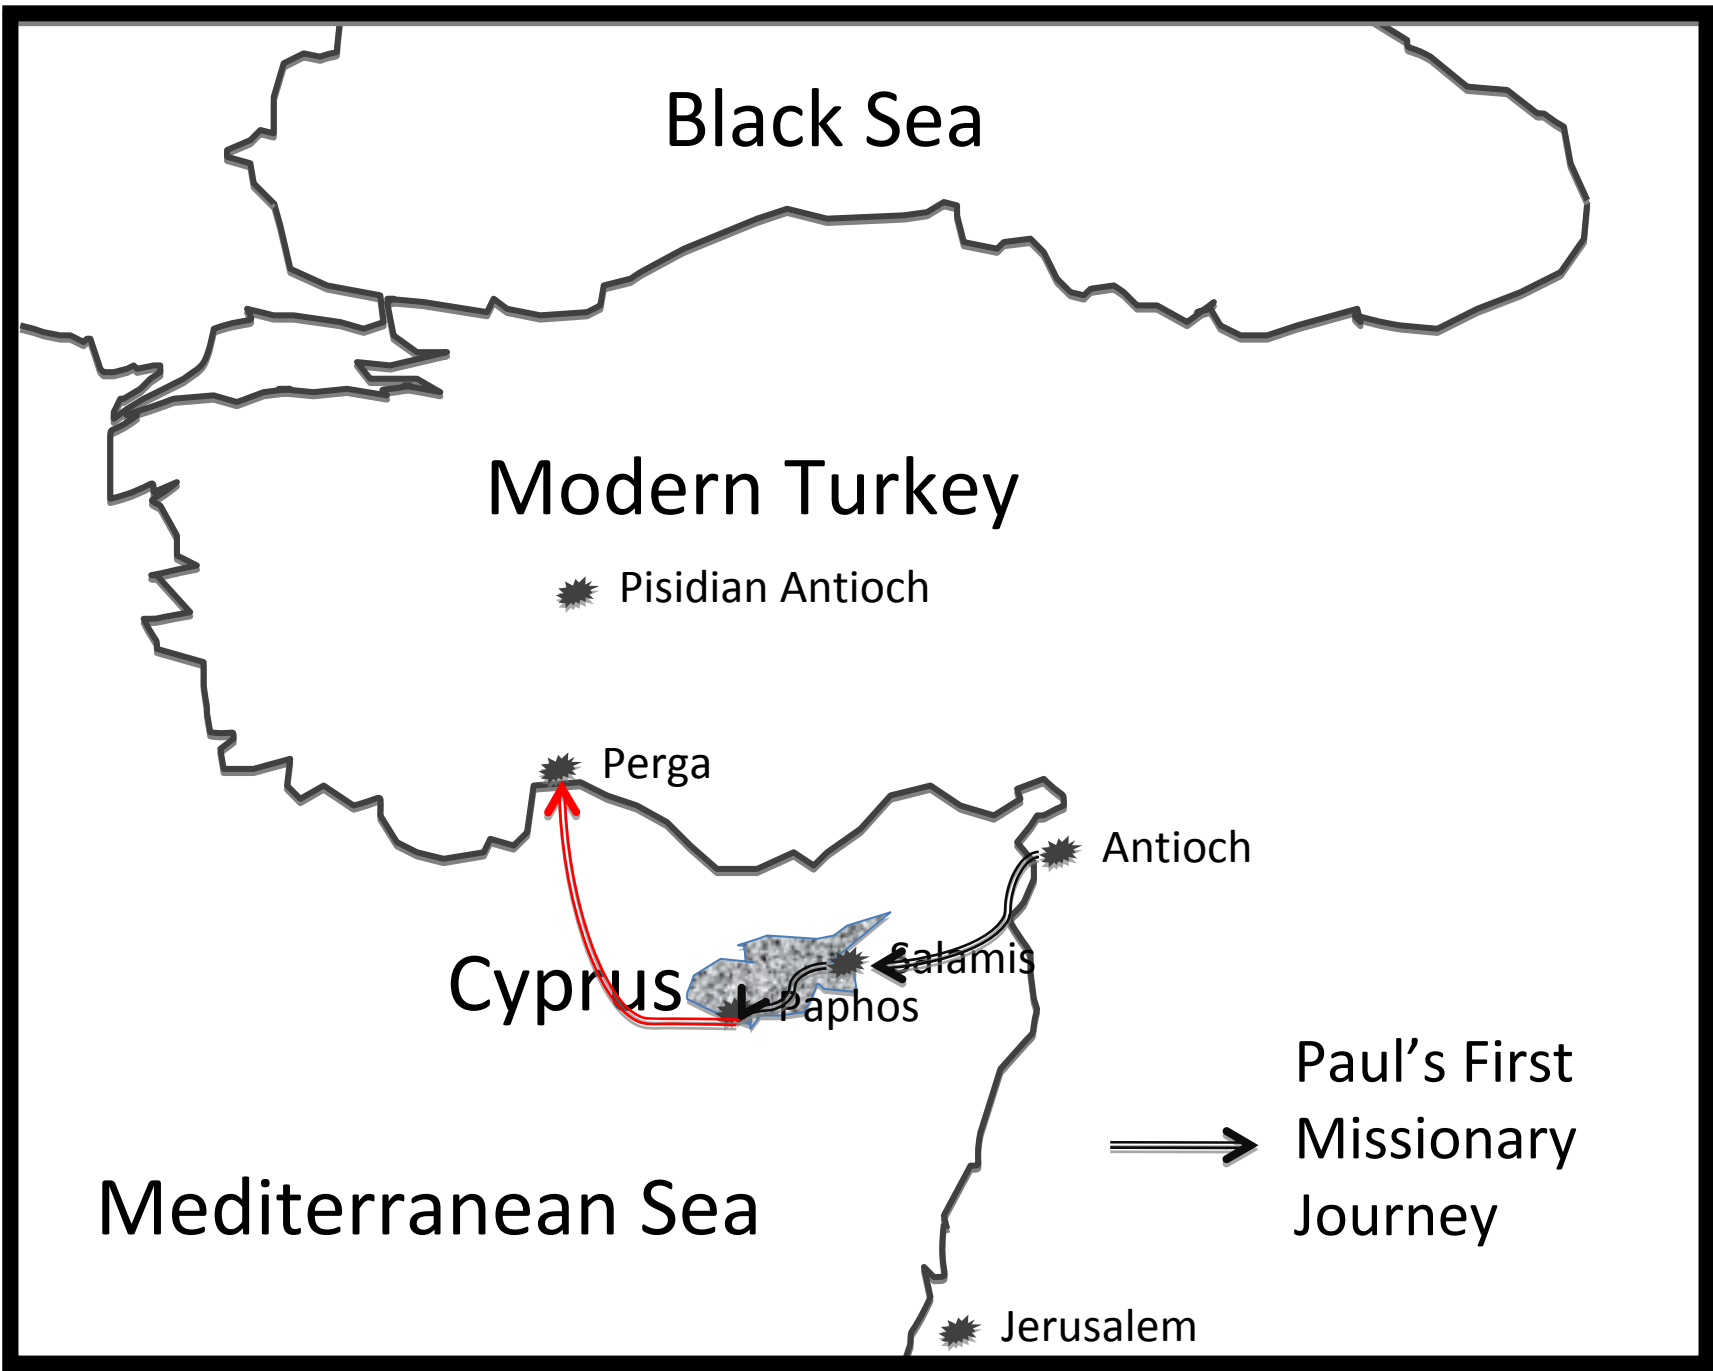 Black Sea
Modern Turkey
Pisidian Antioch
Perga
Antioch
Salamis
Cyprus
Paphos
Paul’s First
Missionary
Journey
Mediterranean Sea
Jerusalem